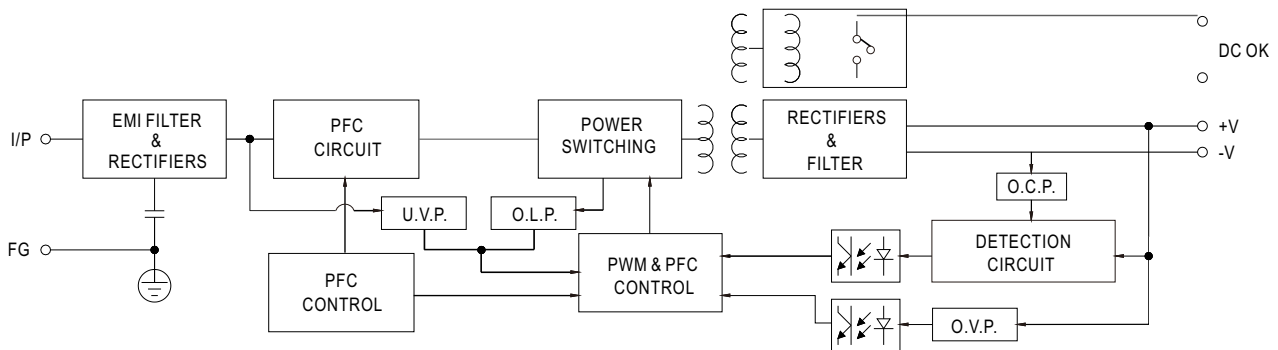 DC OK
I/P
EMI FILTER
&
RECTIFIERS
PFC
CIRCUIT
POWER
SWITCHING
RECTIFIERS
&
FILTER
+V
-V
O.C.P.
U.V.P.
O.L.P.
FG
PFC
CONTROL
PWM & PFC
CONTROL
DETECTION
CIRCUIT
O.V.P.